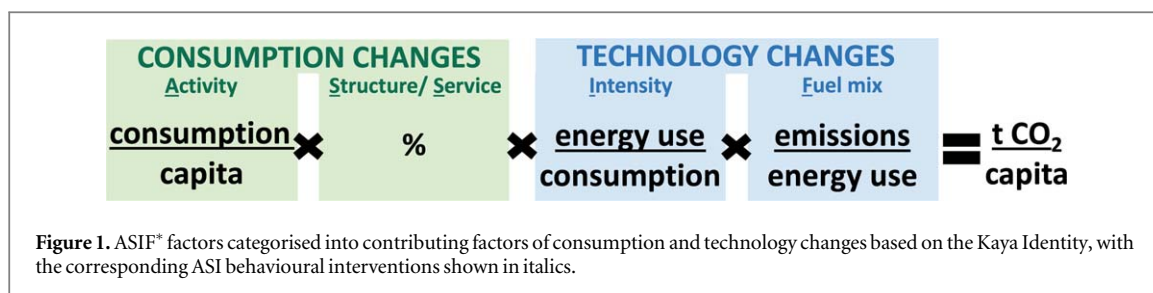 CONSUMPTION CHANGES TECHNOLOGY CHANGES
Activity Structure/ Service Intensity Fuel mix
consumption energy use emissions t CO₂
✖ % ✖ ✖ =
capita consumption energy use capita
Figure 1. ASIF* factors categorised into contributing factors of consumption and technology changes based on the Kaya Identity, with
the corresponding ASI behavioural interventions shown in italics.